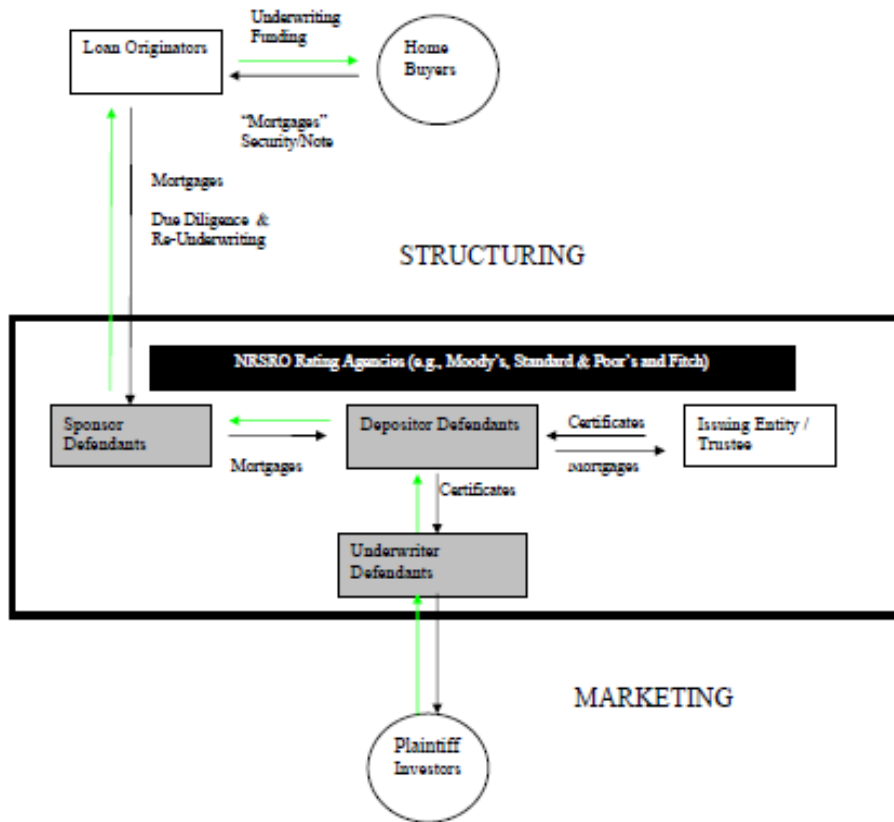 Underwriting
Funding
Loan Originators
Home
Buyers
“Mortgages”
Security/Note
Mortgages
Due Diligence &
Re-Underwriting
STRUCTURING
NRSRO Rating Agencies (e.g., Moody’s, Standard & Poor’s and Fitch)
Sponsor
Defendants
Depositor Defendants
Certificates
Issuing Entity /
Trustee
Mortgages
Mortgages
Certificates
Underwriter
Defendants
MARKETING
Plaintiff
Investors